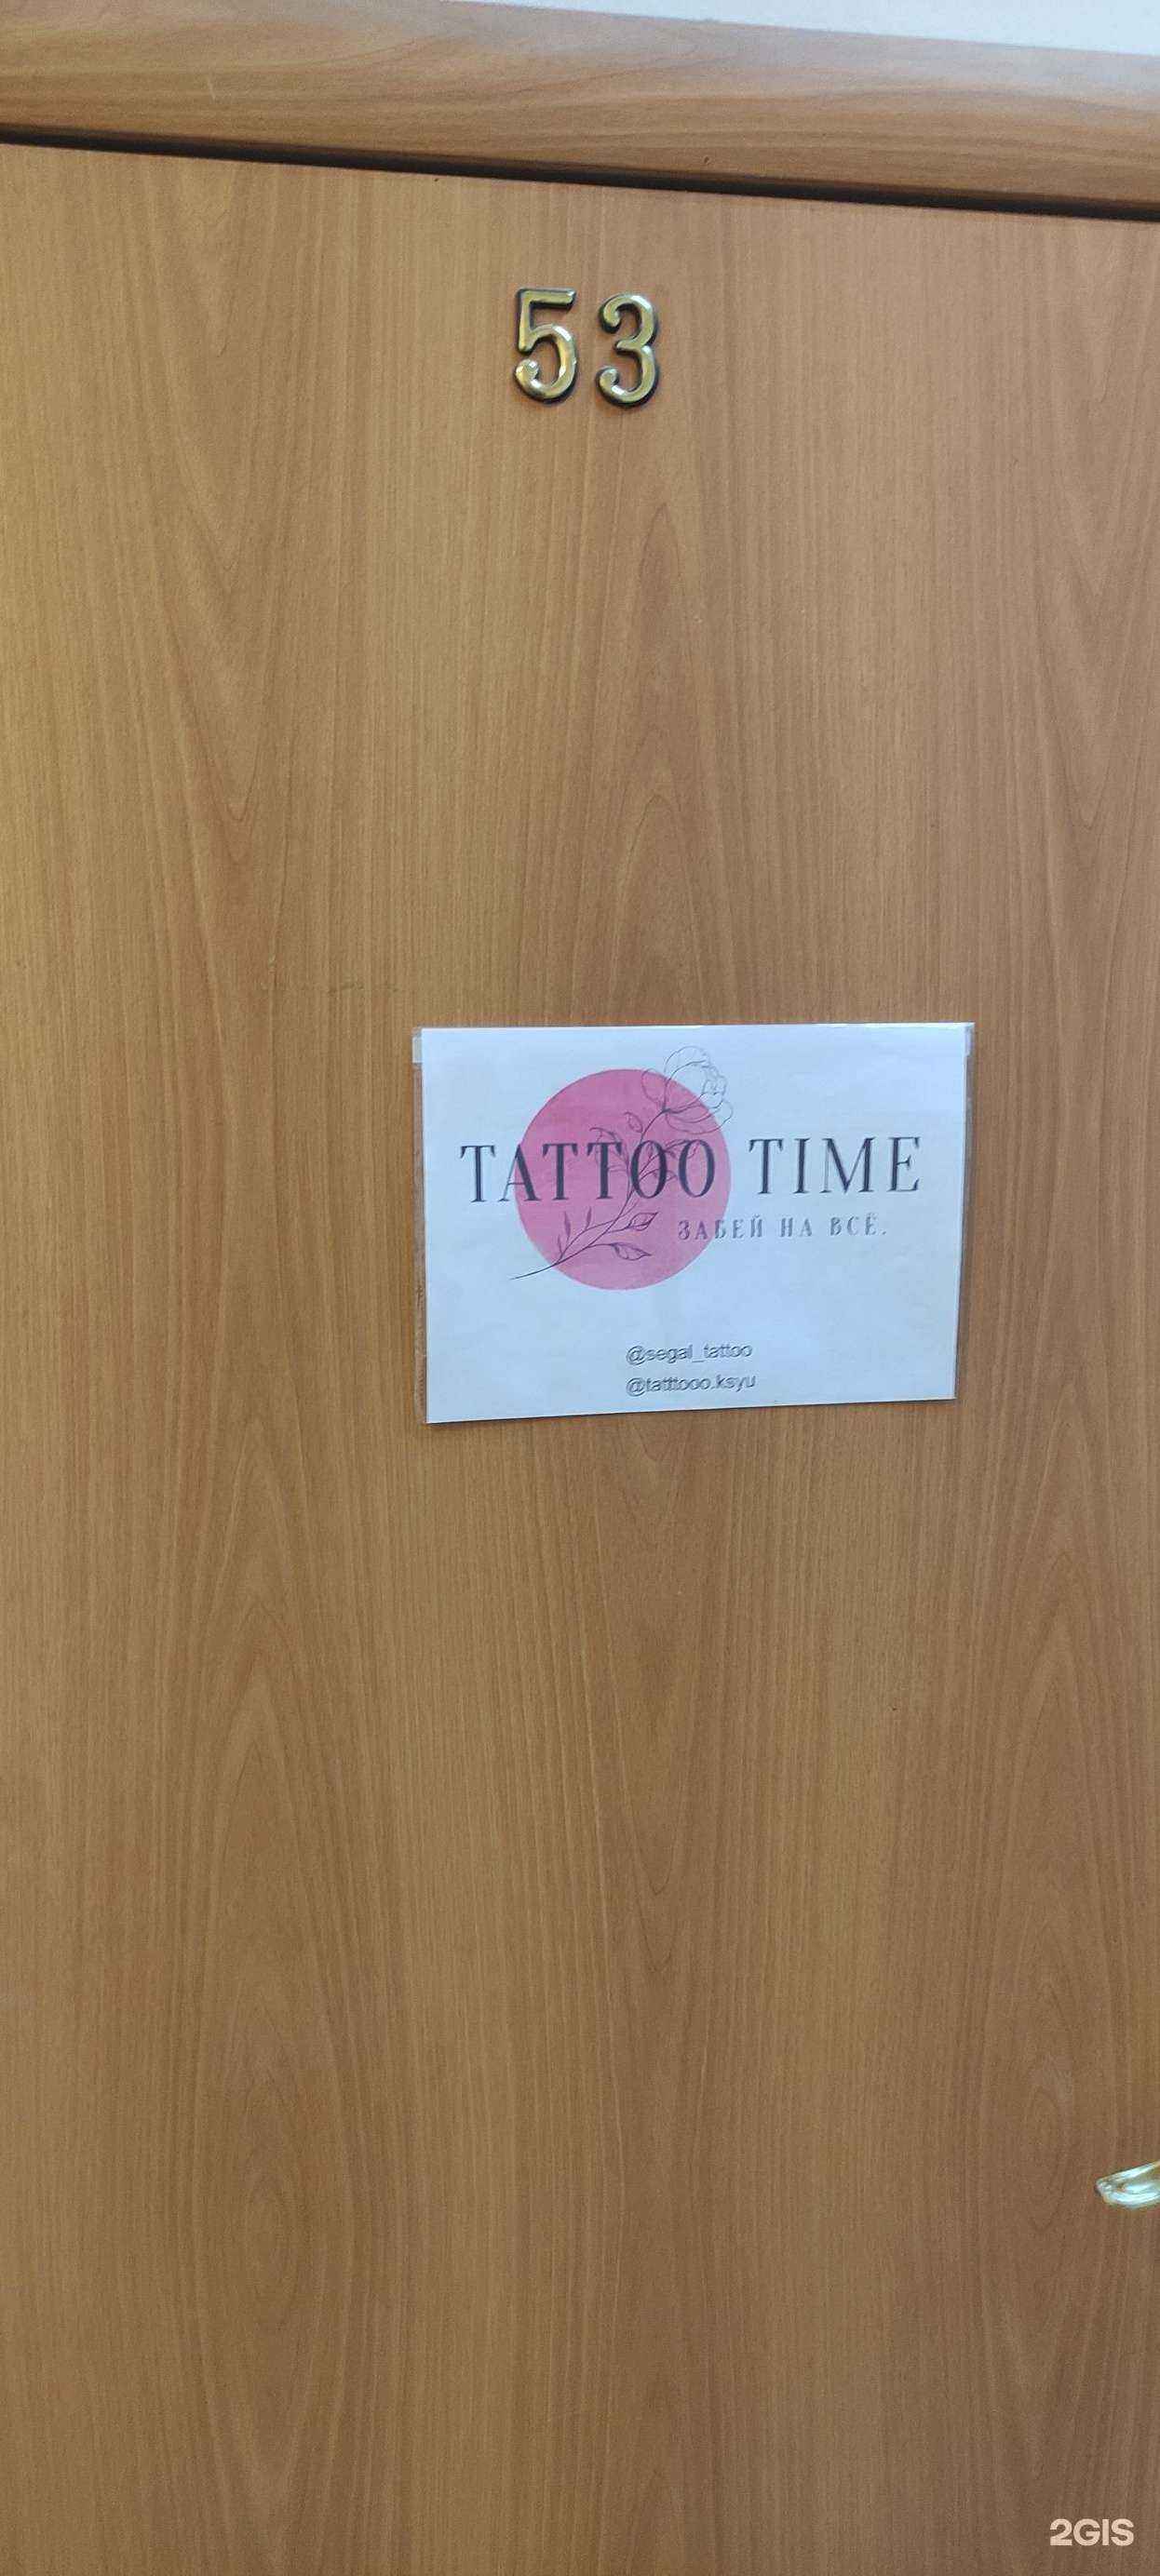 53
TATTOO TIME
ЗАБЕЙ НА ВСЁ.
@segal_tattoo
@tatttooo.ksyu
2GIS